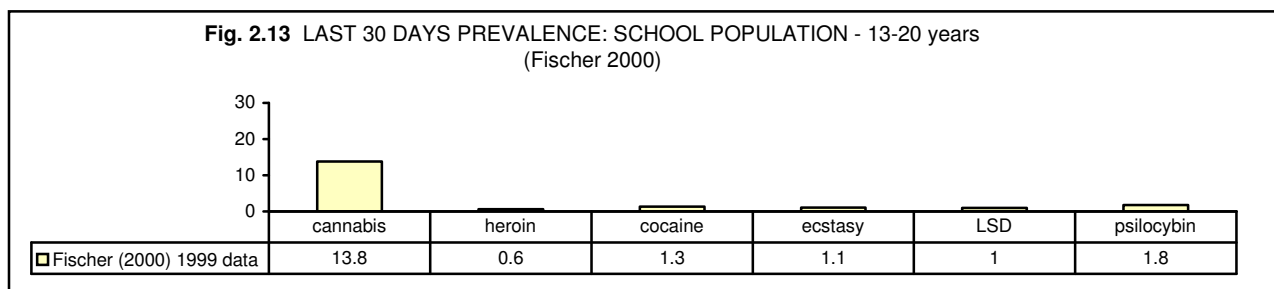 Fig. 2.13 LAST 30 DAYS PREVALENCE: SCHOOL POPULATION - 13-20 years
(Fischer 2000)
30
20
10
0
cannabis heroin cocaine ecstasy LSD psilocybin
Fischer (2000) 1999 data 13.8 0.6 1.3 1.1 1 1.8